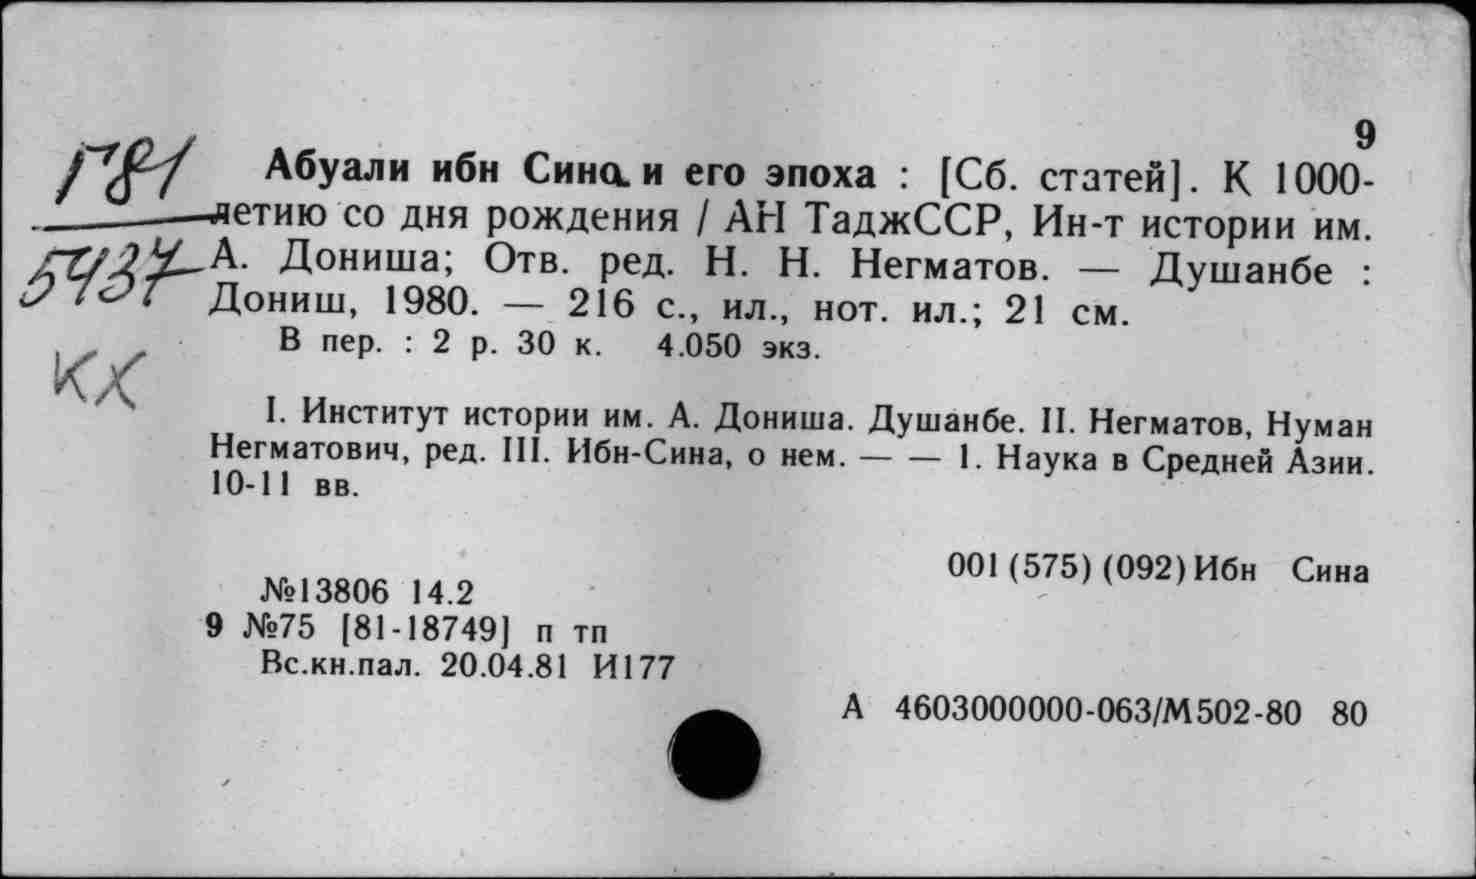 9
Г81
5437
КХ
Абуали ибн Сина и его эпоха : [Сб. статей]. К 1000-
летию со дня рождения / АН ТаджССР, Ин-т истории им.
А. Дониша; Отв. ред. Н. Н. Негматов. — Душанбе :
Дониш, 1980. — 216 с., ил., нот. ил.; 21 см.
В пер. : 2 р. 30 к. 4.050 экз.
I. Институт истории им. А. Дониша. Душанбе. II. Негматов, Нуман
Негматович, ред. III. Ибн-Сина, о нем. — — 1. Наука в Средней Азии.
10-11 вв.
001 (575) (092) Ибн Сина
№13806 14.2
9 №75 [81-18749] п тп
Вс.кн.пал. 20.04.81 И177
А 4603000000-063/М502-80 80